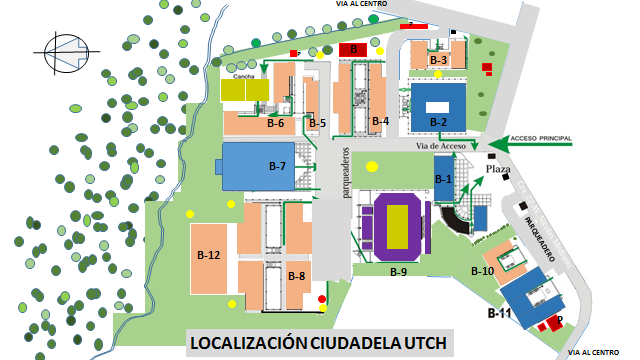 VIA AL CENTRO
P
B
B-3
Cancha
B-6
B-5
B-4
B-2
ACCESO PRINCIPAL
Via de Acceso
B-7
parqueaderos
B-1
Plaza
PARQUEADERO
B-12
B-8
B-9
B-10
B-11
P
LOCALIZACIÓN CIUDADELA UTCH
VIA AL CENTRO